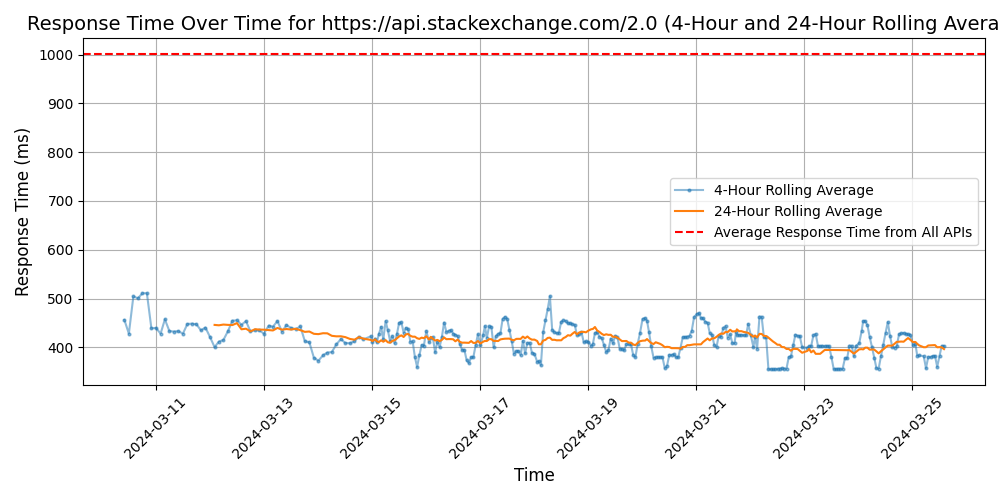 Response Time Over Time for https://api.stackexchange.com/2.0 (4-Hour and 24-Hour Rolling Avera
Response Time (ms)
1000
900
800
700
600
500
400
4-Hour Rolling Average
24-Hour Rolling Average
Average Response Time from All APIs
2024-03-11
2024-03-13
2024-03-15
2024-03-17
2024-03-19
2024-03-21
2024-03-23
2024-03-25
Time